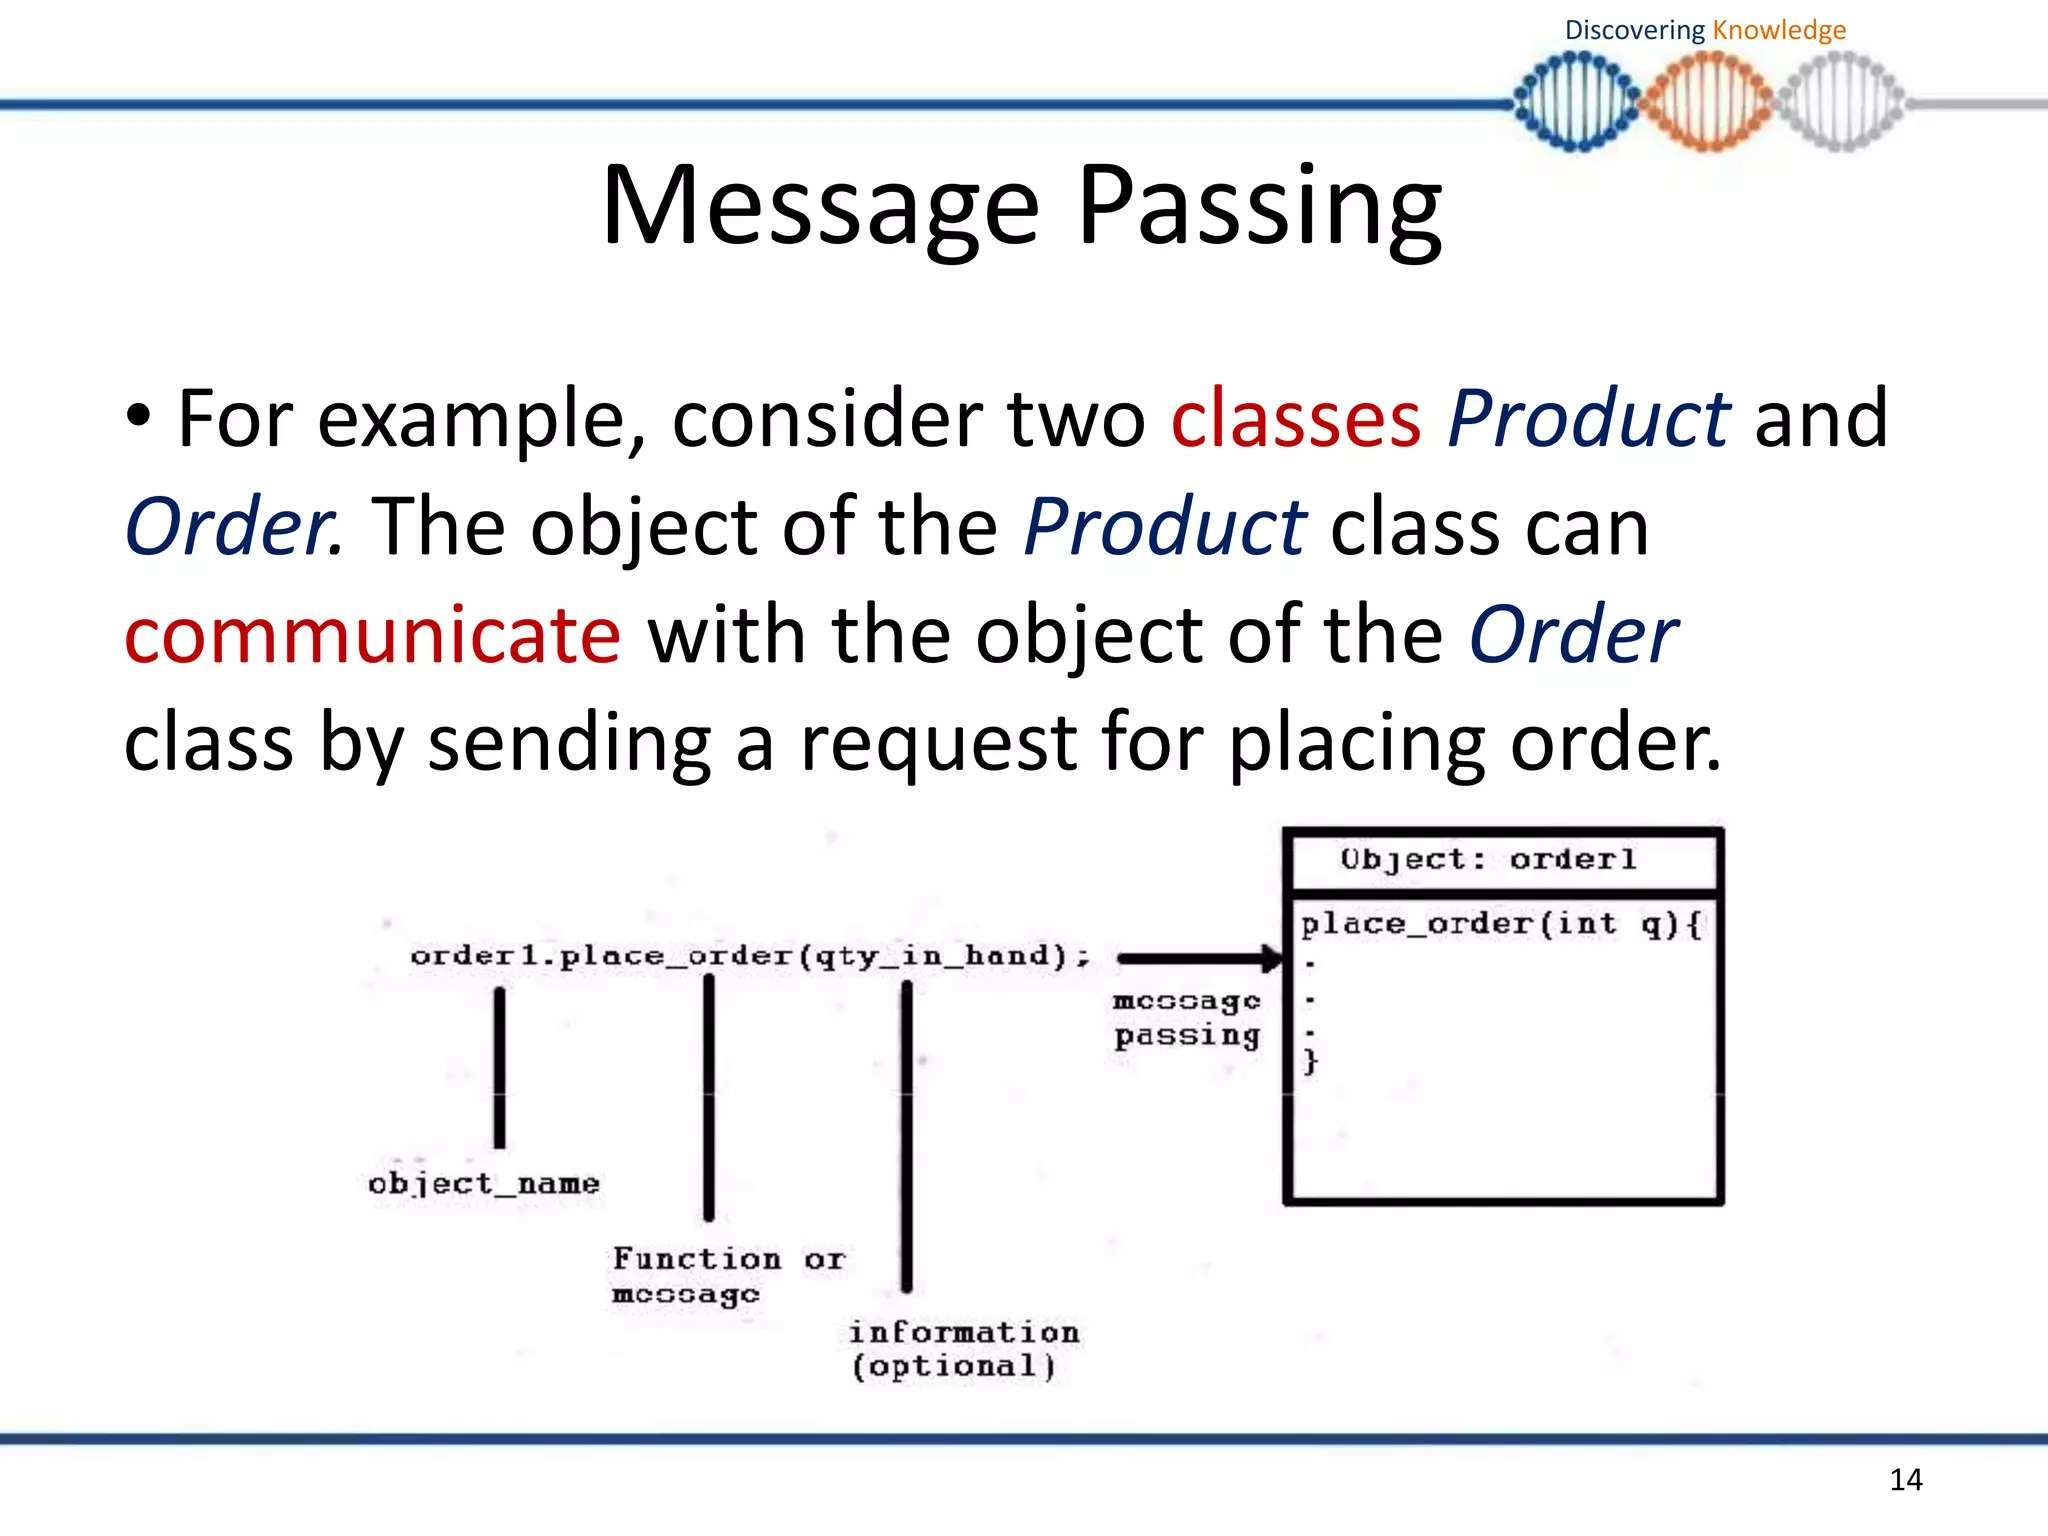 Discovering Knowledge
Message Passing
• For example, consider two classes Product and
Order. The object of the Product class can
communicate with the object of the Order
class by sending a request for placing order.
Object: order1
place_order(int q){
.
.
.
}
order1.place_order(qty_in_hand);
message
passing
object_name
Function or
message
information
(optional)
14